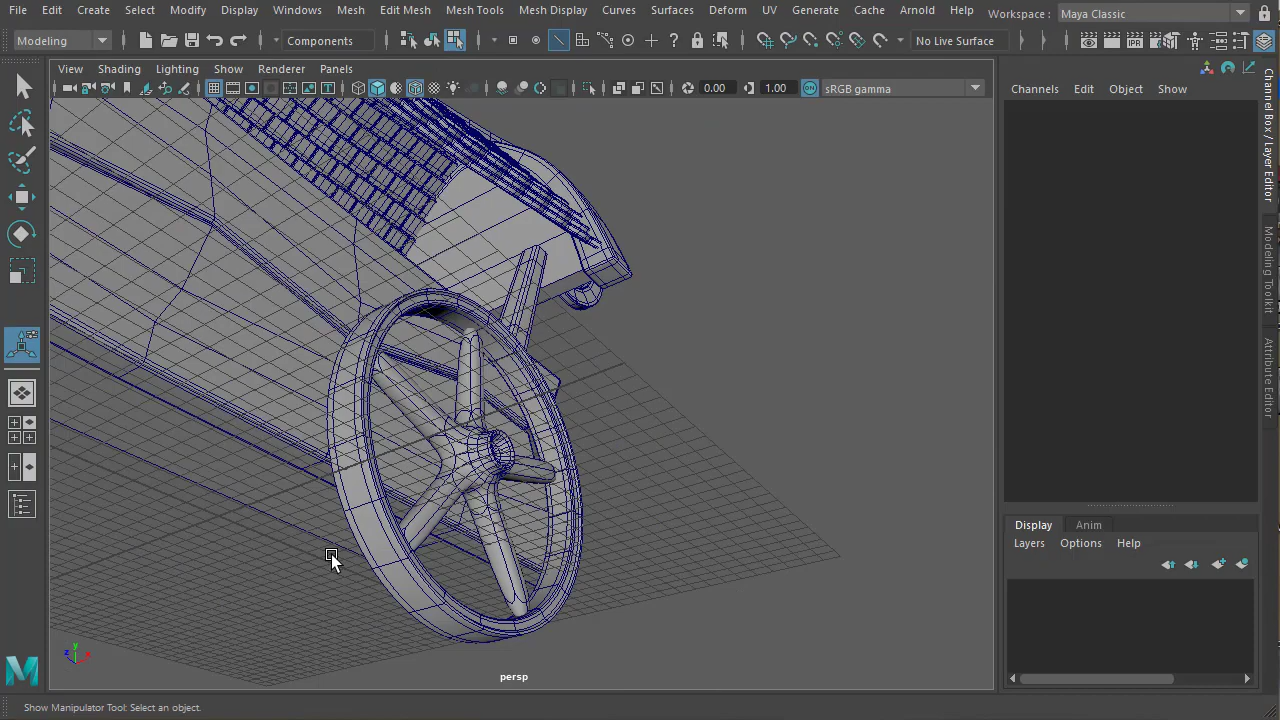 File Edit Create Select Modify Display Windows Mesh Edit Mesh Mesh Tools Mesh Display Curves Surfaces Deform UV Generate Cache Arnold Help Workspace : Maya Classic
Modeling Components No Live Surface IPR
View Shading Lighting Show Renderer Panels
0.00 1.00 ON sRGB gamma
Channels Edit Object Show
Channel Box / Layer Editor
Modeling Toolkit
Attribute Editor
Display Anim
Layers Options Help
y
z x
persp
M
Show Manipulator Tool: Select an object.